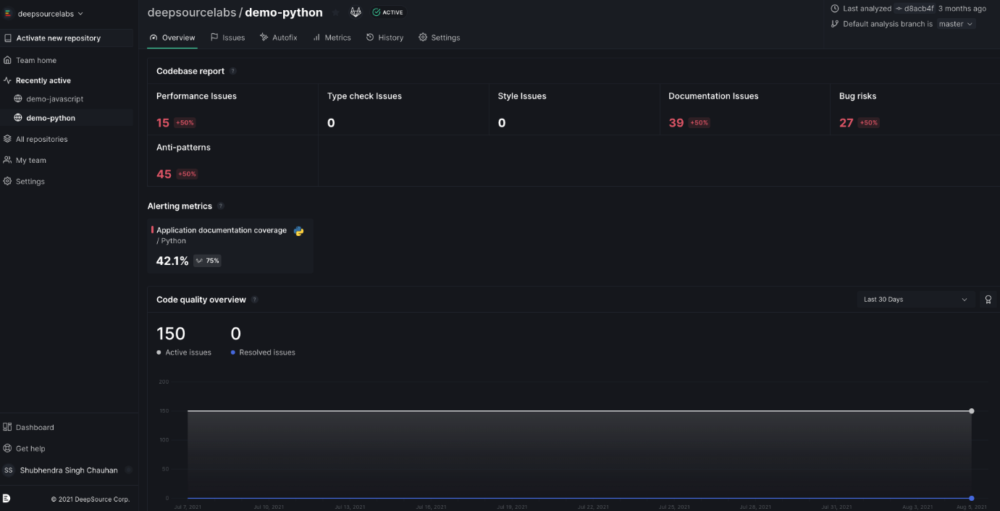 deepsourcelabs
Activate new repository
Team home
Recently active
demo-javascript
demo-python
All repositories
My team
Settings
Dashboard
Get help
SS Shubhendra Singh Chauhan
© 2021 DeepSource Corp.
deepsourcelabs / demo-python ACTIVE
Last analyzed d8acb4f 3 months ago
Default analysis branch is master
Overview Issues Autofix Metrics History Settings
Codebase report ?
Performance Issues Type check Issues Style Issues Documentation Issues Bug risks
15 +50% 0 0 39 +50% 27 +50%
Anti-patterns
45 +50%
Alerting metrics ?
Application documentation coverage
/ Python
42.1% 75%
Code quality overview ? Last 30 Days
150 0
Active issues Resolved issues
200
150
100
50
0
Jul 7, 2021 Jul 10, 2021 Jul 13, 2021 Jul 16, 2021 Jul 19, 2021 Jul 22, 2021 Jul 25, 2021 Jul 28, 2021 Jul 31, 2021 Aug 3, 2021 Aug 5, 2021